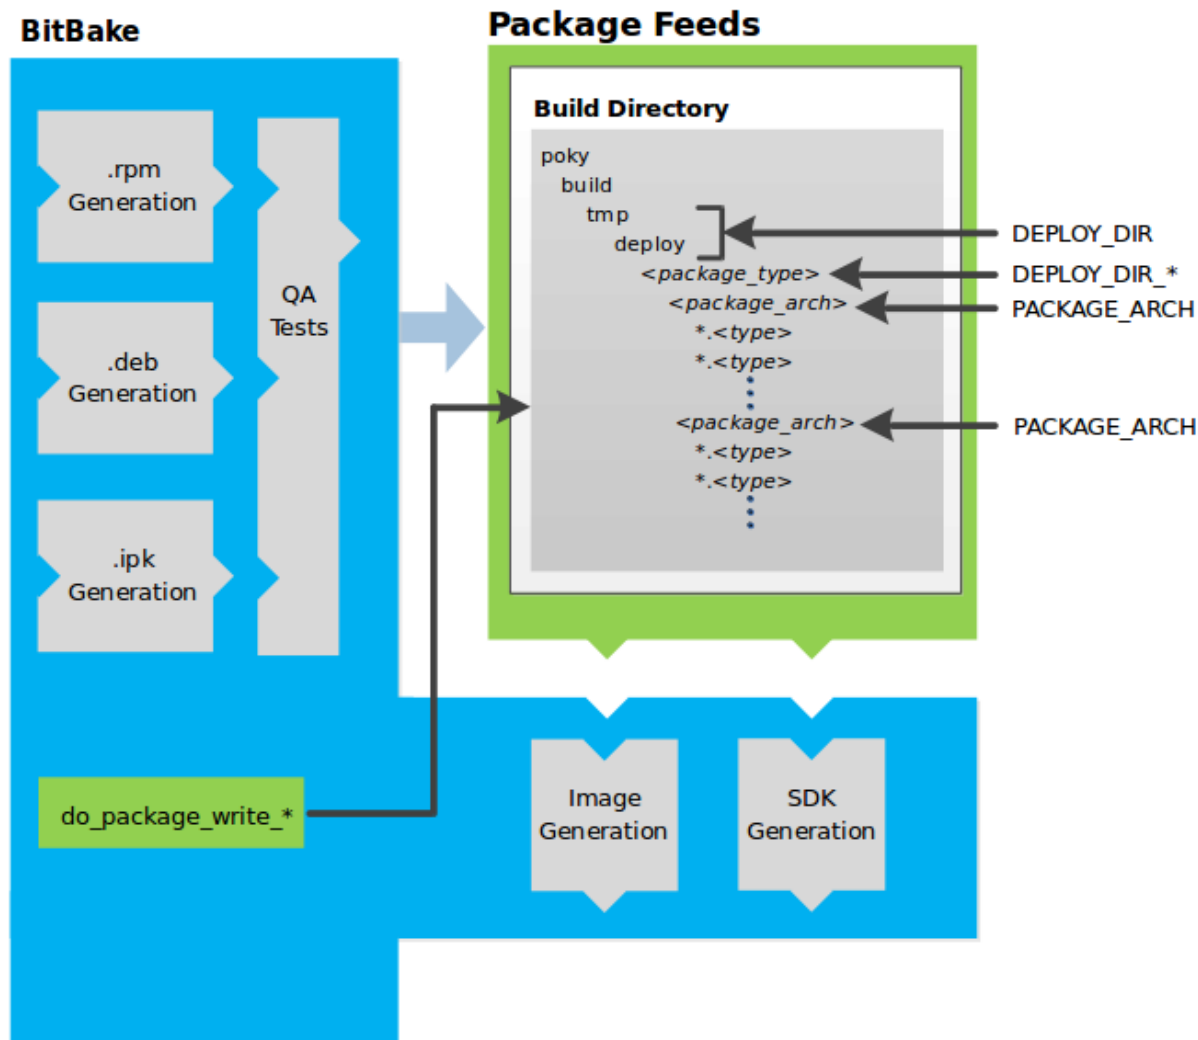 BitBake
.rpm
Generation
.deb
Generation
.ipk
Generation
QA
Tests
do_package_write_*
Package Feeds
Build Directory
poky
build
tmp
deploy
<package_type>
<package_arch>
*.<type>
*.<type>
<package_arch>
*.<type>
*.<type>
DEPLOY_DIR
DEPLOY_DIR_*
PACKAGE_ARCH
PACKAGE_ARCH
Image
Generation
SDK
Generation